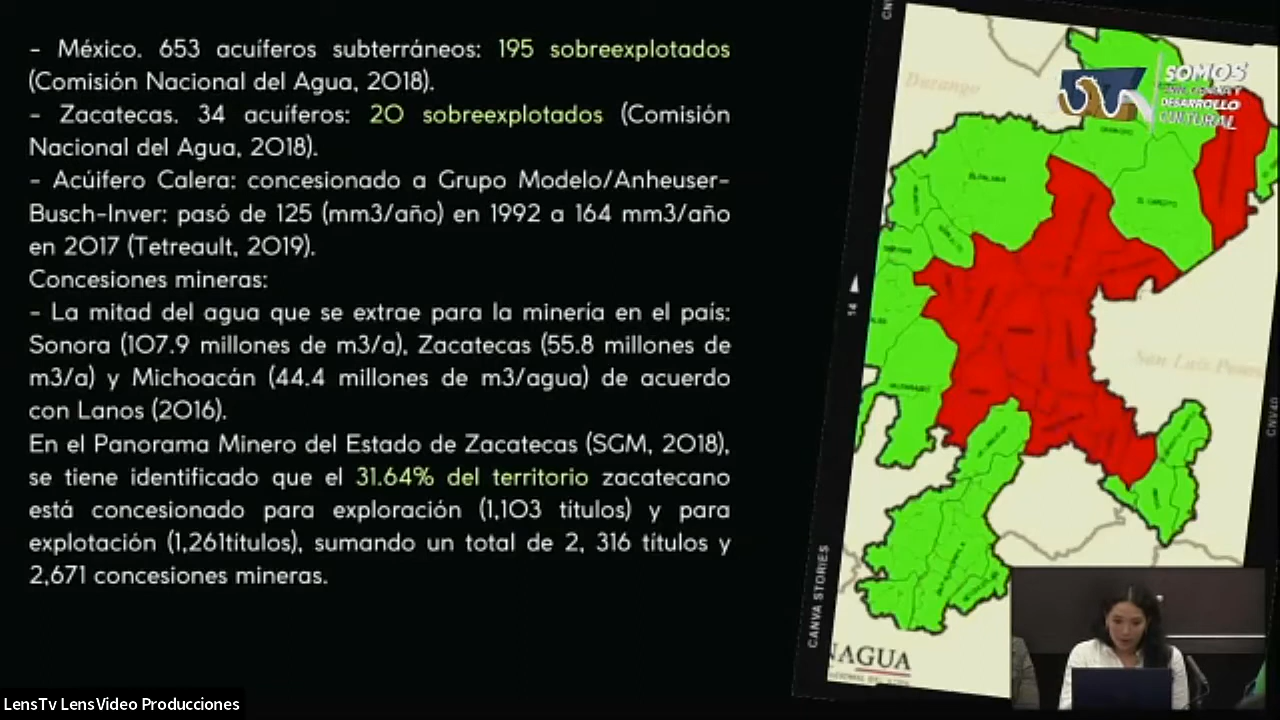 - México. 653 acuíferos subterráneos: 195 sobreexplotados
(Comisión Nacional del Agua, 2018).
- Zacatecas. 34 acuíferos: 20 sobreexplotados (Comisión
Nacional del Agua, 2018).
- Acúifero Calera: concesionado a Grupo Modelo/Anheuser-
Busch-Inver: pasó de 125 (mm3/año) en 1992 a 164 mm3/año
en 2017 (Tetreault, 2019).
Concesiones mineras:
- La mitad del agua que se extrae para la minería en el país:
Sonora (107.9 millones de m3/a), Zacatecas (55.8 millones de
m3/a) y Michoacán (44.4 millones de m3/agua) de acuerdo
con Lanos (2016).
En el Panorama Minero del Estado de Zacatecas (SGM, 2018),
se tiene identificado que el 31.64% del territorio zacatecano
está concesionado para exploración (1,103 títulos) y para
explotación (1,261títulos), sumando un total de 2, 316 títulos y
2,671 concesiones mineras.
Durango
SOMOS
DESARROLLO
CULTURAL
San Luis
14
CANVA STORIES
NAGUA
LensTv LensVideo Producciones